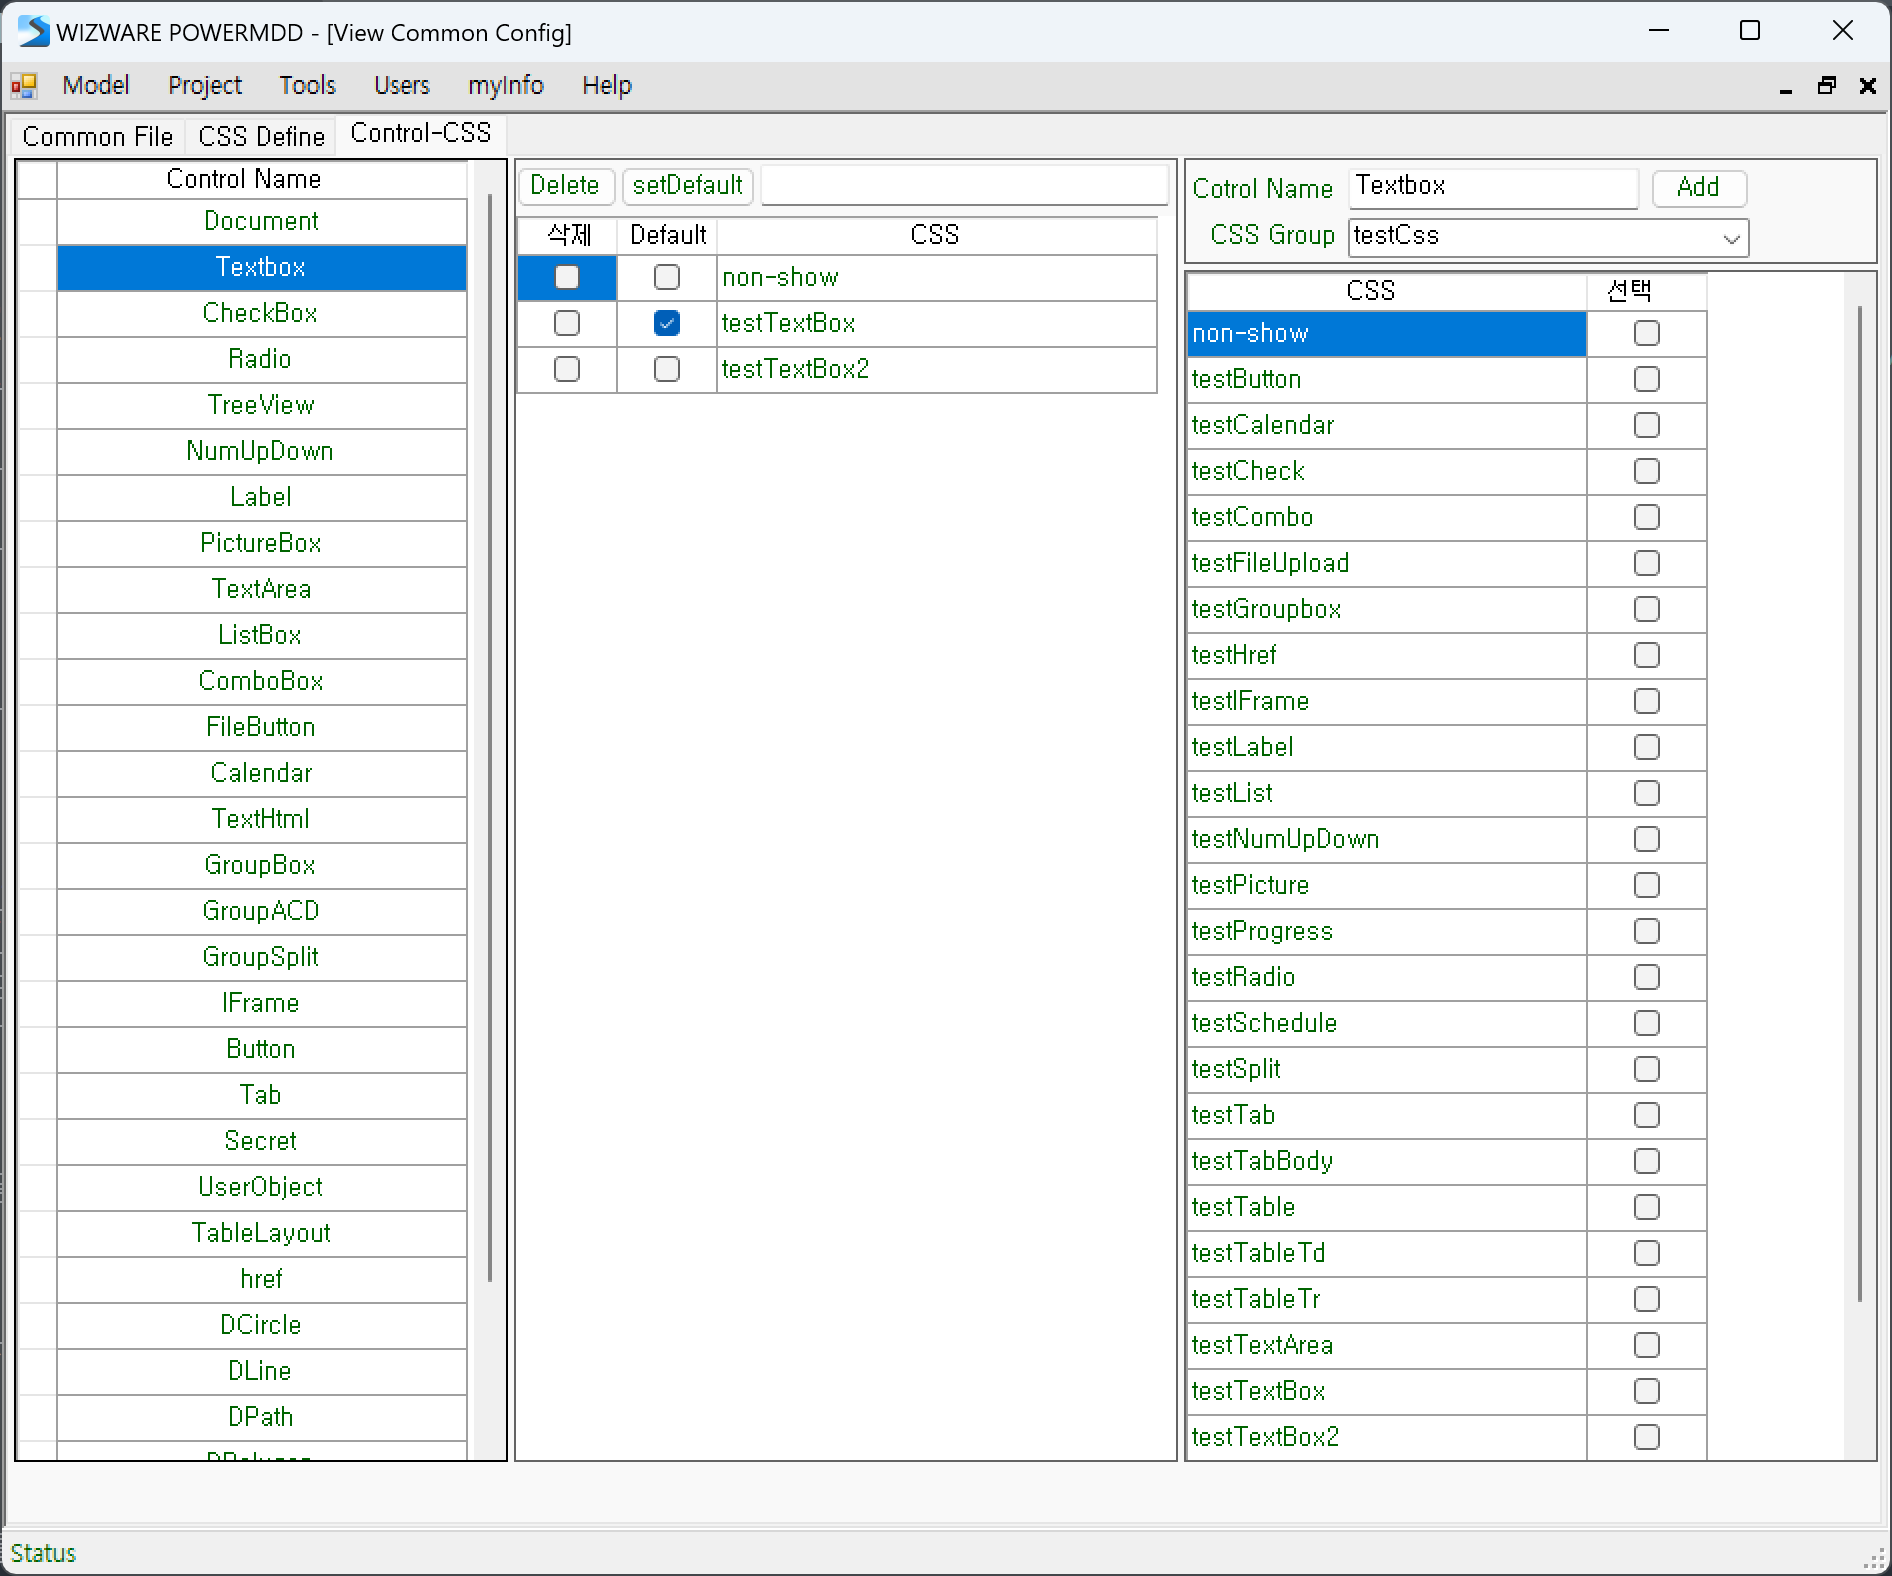 WIZWARE POWERMDD - [View Common Config]
Model Project Tools Users myInfo Help
Common File CSS Define Control-CSS
Control Name
Document
Textbox
CheckBox
Radio
TreeView
NumUpDown
Label
PictureBox
TextArea
ListBox
ComboBox
FileButton
Calendar
TextHtml
GroupBox
GroupACD
GroupSplit
IFrame
Button
Tab
Secret
UserObject
TableLayout
href
DCircle
DLine
DPath
Delete setDefault
삭제 Default CSS
non-show
testTextBox
testTextBox2
Cotrol Name Textbox Add
CSS Group testCss
CSS 선택
non-show
testButton
testCalendar
testCheck
testCombo
testFileUpload
testGroupbox
testHref
testIFrame
testLabel
testList
testNumUpDown
testPicture
testProgress
testRadio
testSchedule
testSplit
testTab
testTabBody
testTable
testTableTd
testTableTr
testTextArea
testTextBox
testTextBox2
Status